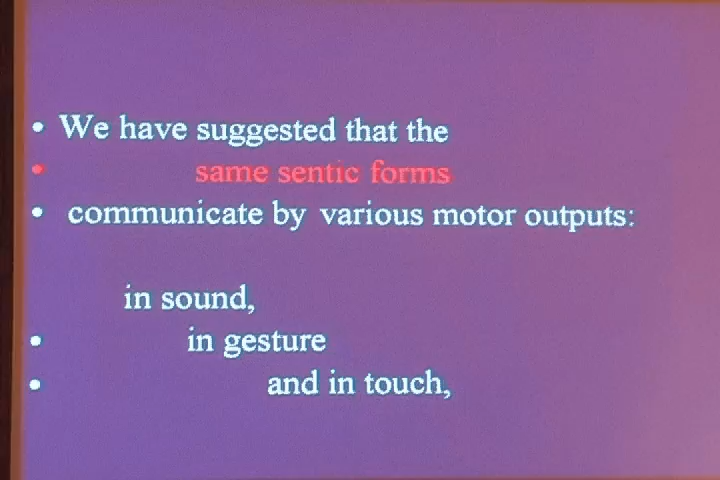 • We have suggested that the
• same sentic forms
• communicate by various motor outputs:
in sound,
• in gesture
• and in touch,